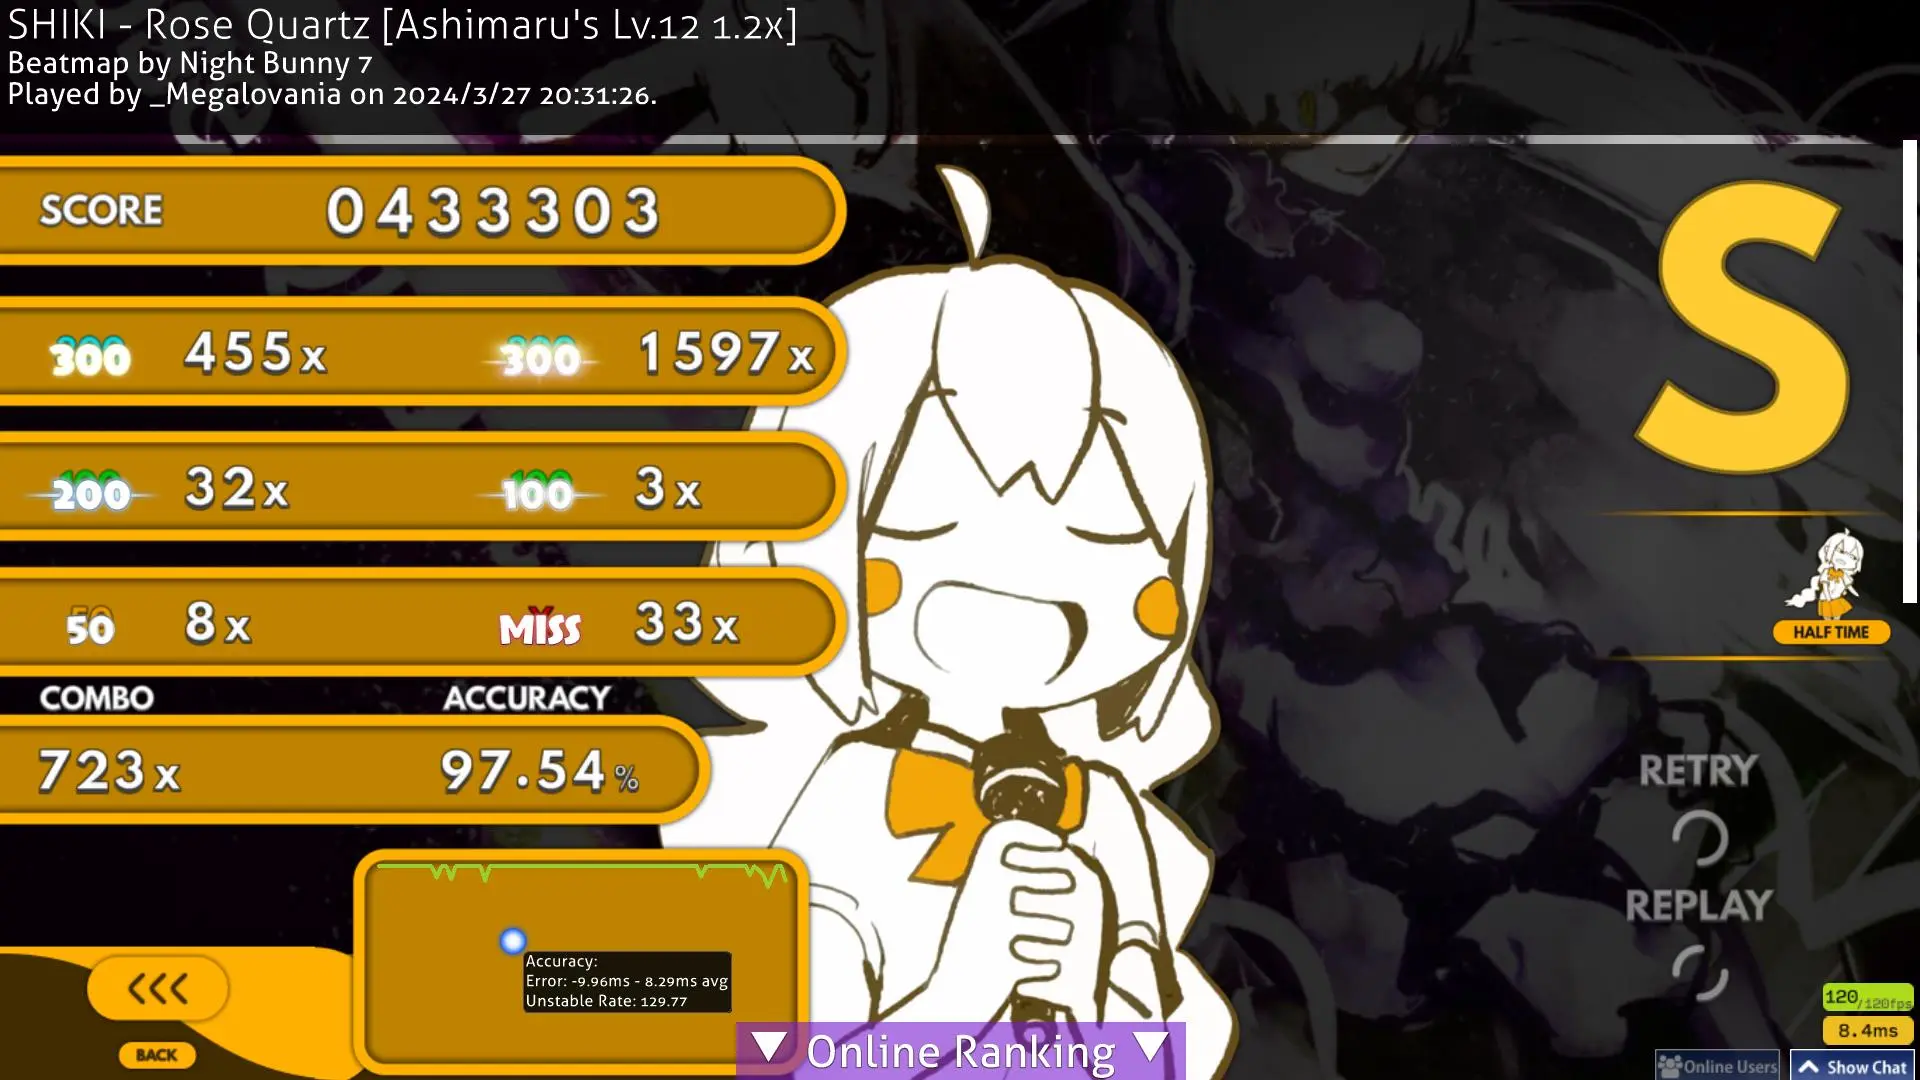 SHIKI - Rose Quartz [Ashimaru's Lv.12 1.2x]
Beatmap by Night Bunny 7
Played by _Megalovania on 2024/3/27 20:31:26.
SCORE 0433303
300 455x 300 1597x
200 32x 100 3x
50 8x MISS 33x
COMBO ACCURACY
723x 97.54%
HALF TIME
RETRY
REPLAY
Accuracy:
Error: -9.96ms - 8.29ms avg
Unstable Rate: 129.77
S
<<<
BACK
▼ Online Ranking ▼
120/120fps
8.4ms
Online Users
Show Chat